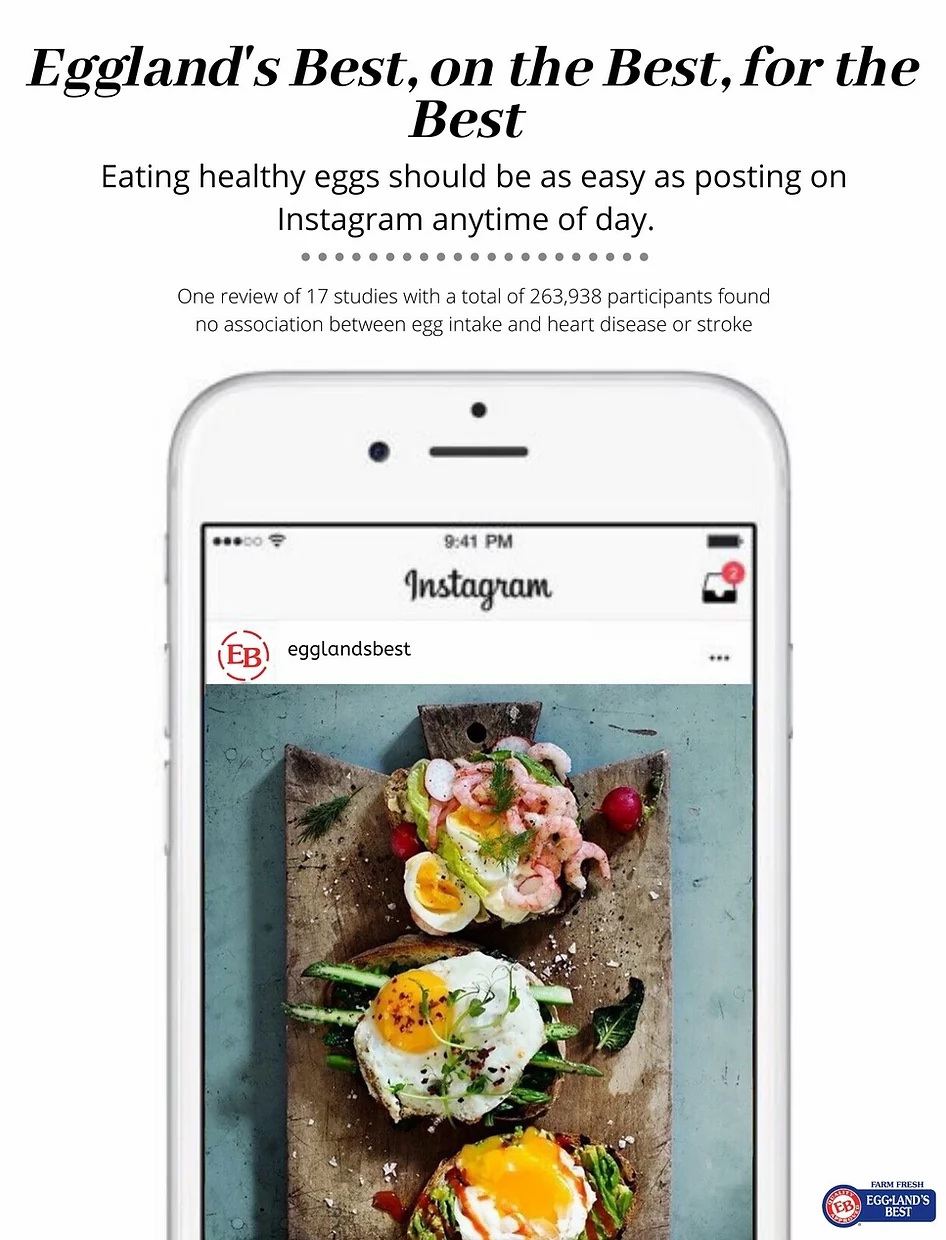 Eggland's Best, on the Best, for the
Best
Eating healthy eggs should be as easy as posting on
Instagram anytime of day.
One review of 17 studies with a total of 263,938 participants found
no association between egg intake and heart disease or stroke
9:41 PM
Instagram
2
EB
egglandsbest
FARM FRESH
QUALITY
EB
APPROVED
EGG•LAND'S
BEST